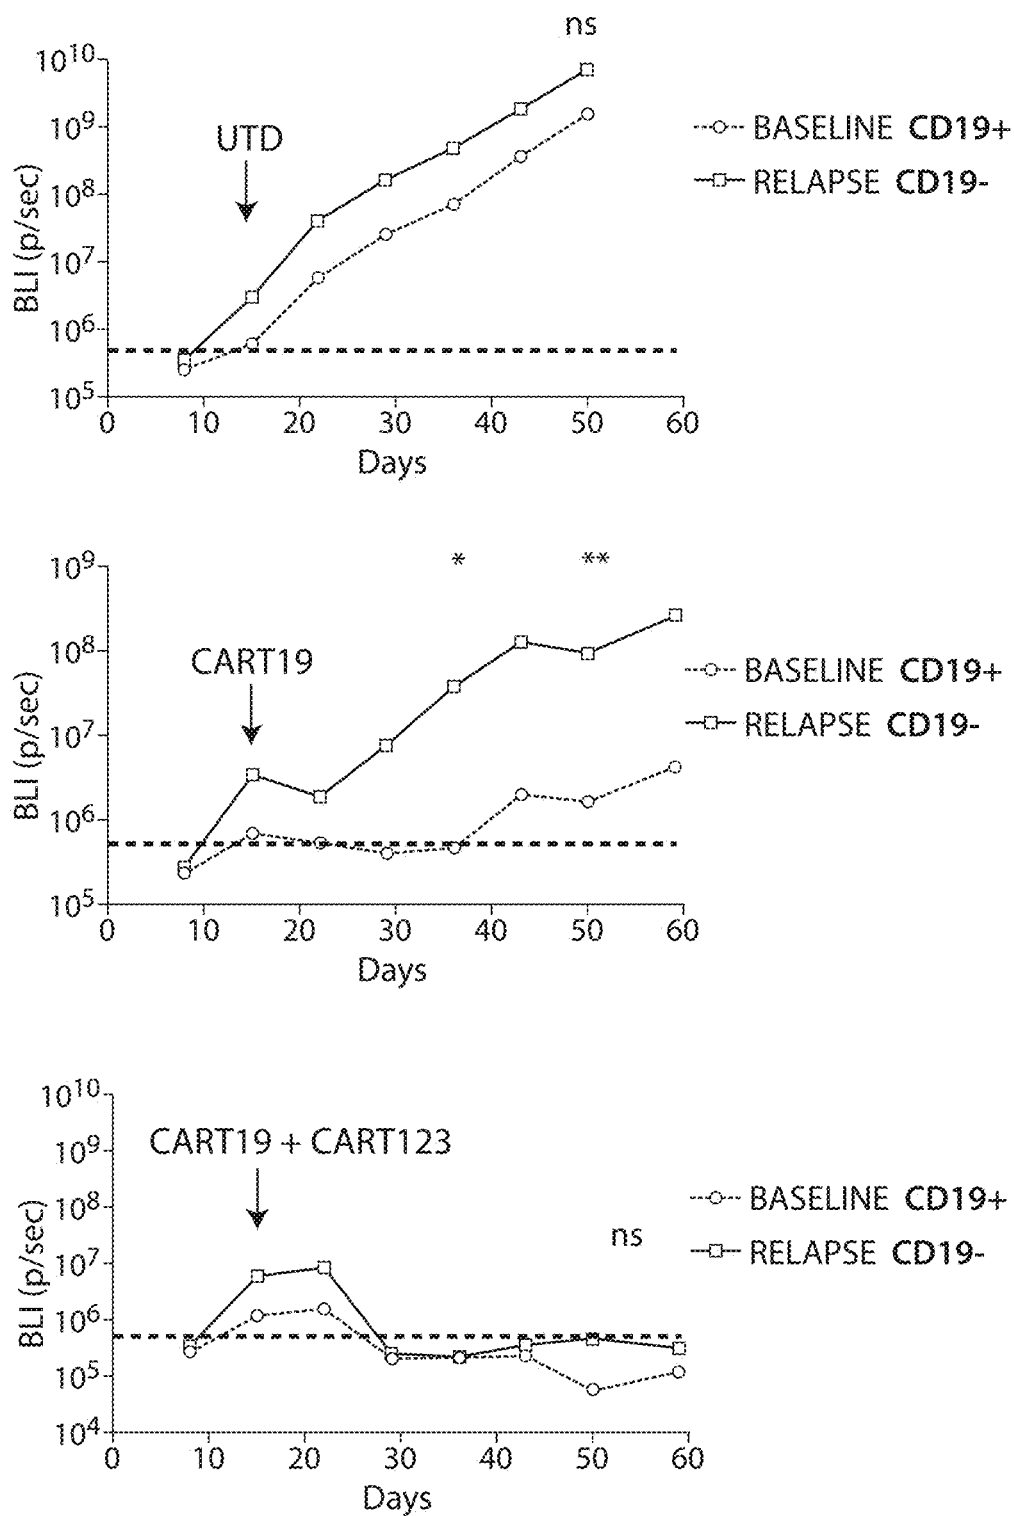 ns
10^10
10^9
10^8
10^7
10^6
10^5
BLI (p/sec)
UTD
BASELINE CD19+
RELAPSE CD19-
0 10 20 30 40 50 60
Days
* **
10^9
10^8
10^7
10^6
10^5
BLI (p/sec)
CART19
BASELINE CD19+
RELAPSE CD19-
0 10 20 30 40 50 60
Days
10^10
10^9
10^8
10^7
10^6
10^5
10^4
BLI (p/sec)
CART19 + CART123
ns
BASELINE CD19+
RELAPSE CD19-
0 10 20 30 40 50 60
Days